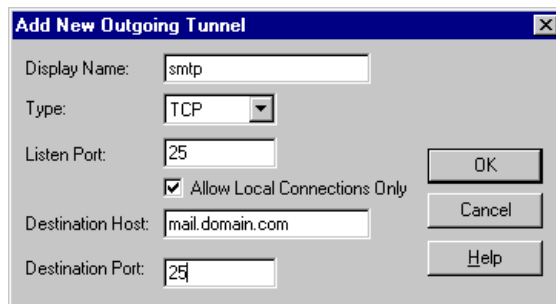 Add New Outgoing Tunnel
Display Name: smtp
Type: TCP
Listen Port: 25
Allow Local Connections Only
OK
Cancel
Destination Host: mail.domain.com
Help
Destination Port: 25